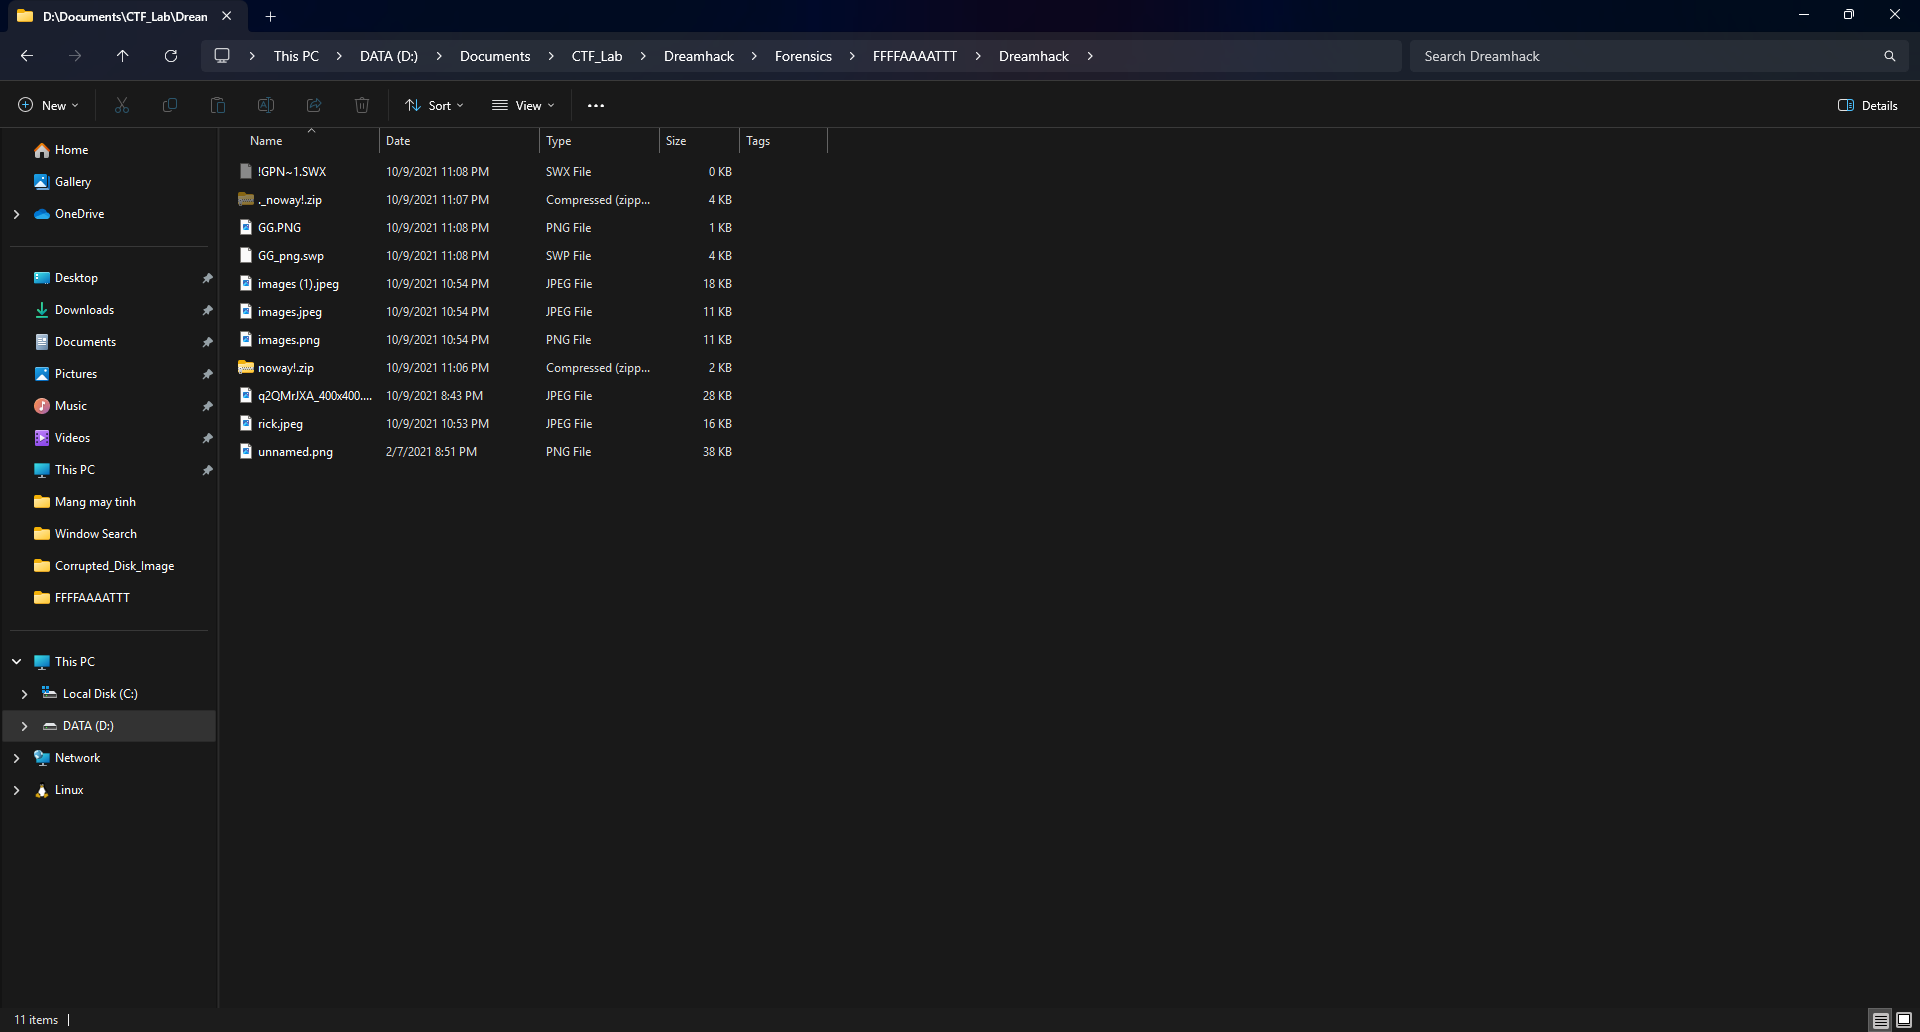 D:\Documents\CTF_Lab\Drean
This PC > DATA (D:) > Documents > CTF_Lab > Dreamhack > Forensics > FFFFAAAATTT > Dreamhack >
Search Dreamhack
New
Sort
View
Details
Home
Gallery
OneDrive
Desktop
Downloads
Documents
Pictures
Music
Videos
This PC
Mang may tinh
Window Search
Corrupted_Disk_Image
FFFFAAAATTT
This PC
Local Disk (C:)
DATA (D:)
Network
Linux
Name Date Type Size Tags
!GPN~1.SWX 10/9/2021 11:08 PM SWX File 0 KB
._noway!.zip 10/9/2021 11:07 PM Compressed (zipp... 4 KB
GG.PNG 10/9/2021 11:08 PM PNG File 1 KB
GG_png.swp 10/9/2021 11:08 PM SWP File 4 KB
images (1).jpeg 10/9/2021 10:54 PM JPEG File 18 KB
images.jpeg 10/9/2021 10:54 PM JPEG File 11 KB
images.png 10/9/2021 10:54 PM PNG File 11 KB
noway!.zip 10/9/2021 11:06 PM Compressed (zipp... 2 KB
q2QMrJXA_400x400.... 10/9/2021 8:43 PM JPEG File 28 KB
rick.jpeg 10/9/2021 10:53 PM JPEG File 16 KB
unnamed.png 2/7/2021 8:51 PM PNG File 38 KB
11 items